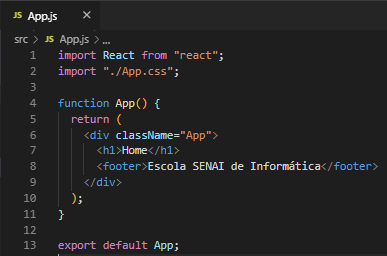 JS App.js ×
src > JS App.js > ...
1 import React from "react";
2 import "./App.css";
3
4 function App() {
5   return (
6     <div className="App">
7       <h1>Home</h1>
8       <footer>Escola SENAI de Informática</footer>
9     </div>
10   );
11 }
12
13 export default App;